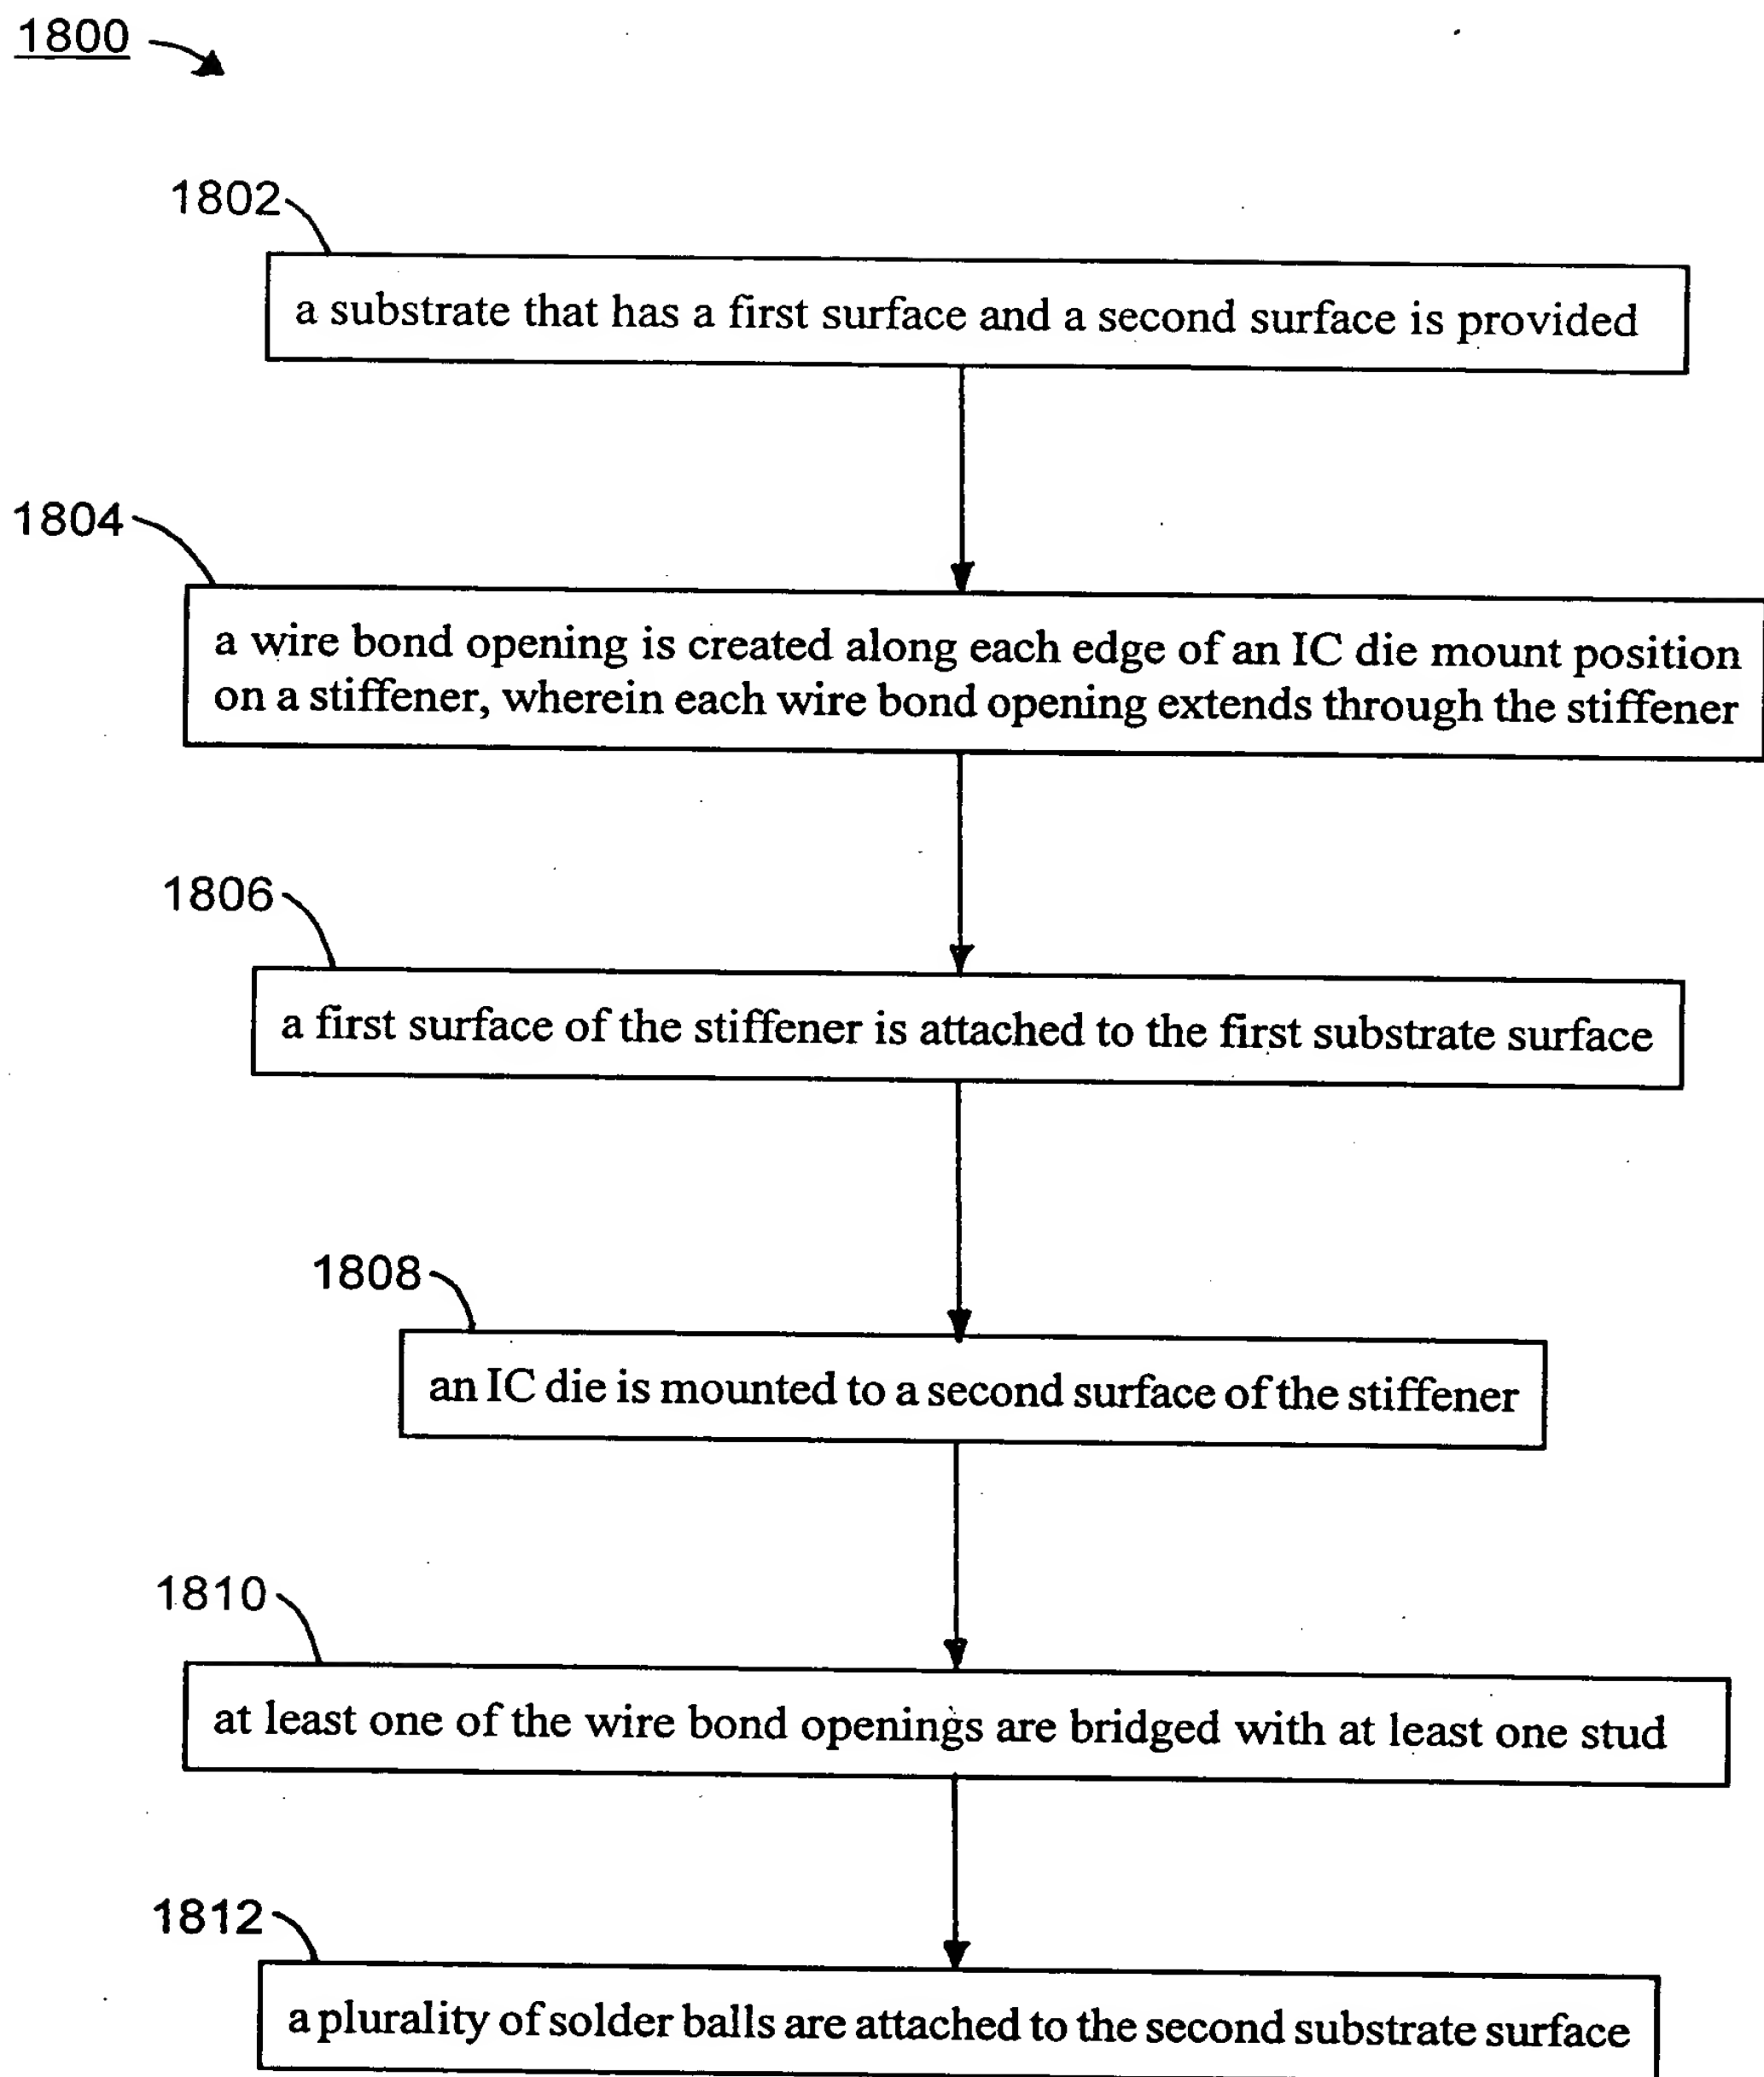 1800
1802
a substrate that has a first surface and a second surface is provided
1804
a wire bond opening is created along each edge of an IC die mount position
on a stiffener, wherein each wire bond opening extends through the stiffener
1806
a first surface of the stiffener is attached to the first substrate surface
1808
an IC die is mounted to a second surface of the stiffener
1810
at least one of the wire bond openings are bridged with at least one stud
1812
a plurality of solder balls are attached to the second substrate surface